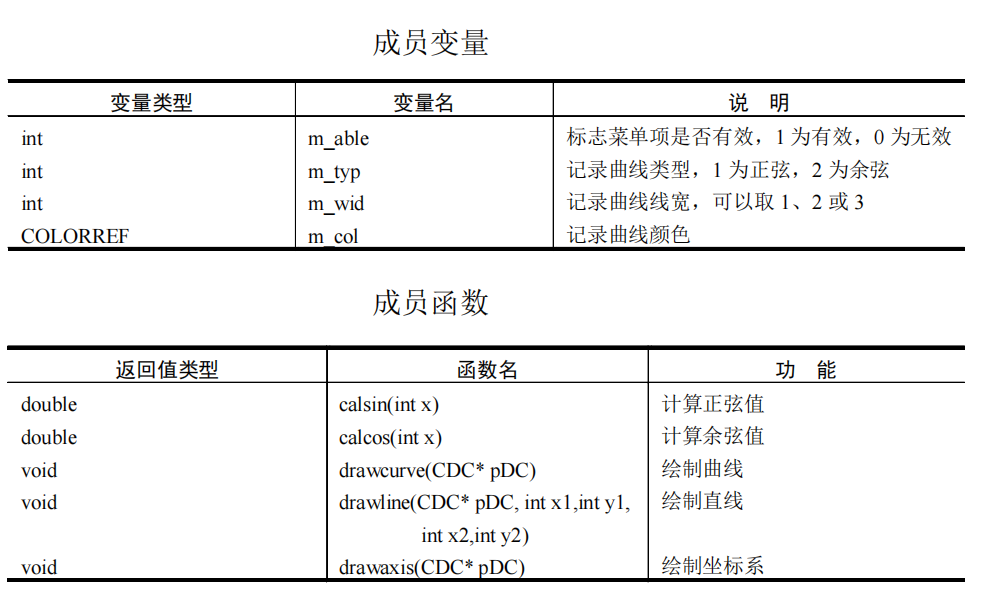 成员变量
变量类型 变量名 说 明
int m_able 标志菜单项是否有效，1 为有效，0 为无效
int m_typ 记录曲线类型，1 为正弦，2 为余弦
int m_wid 记录曲线线宽，可以取 1、2 或 3
COLORREF m_col 记录曲线颜色
成员函数
返回值类型 函数名 功 能
double calsin(int x) 计算正弦值
double calcos(int x) 计算余弦值
void drawcurve(CDC* pDC) 绘制曲线
void drawline(CDC* pDC, int x1,int y1, 绘制直线
int x2,int y2)
void drawaxis(CDC* pDC) 绘制坐标系